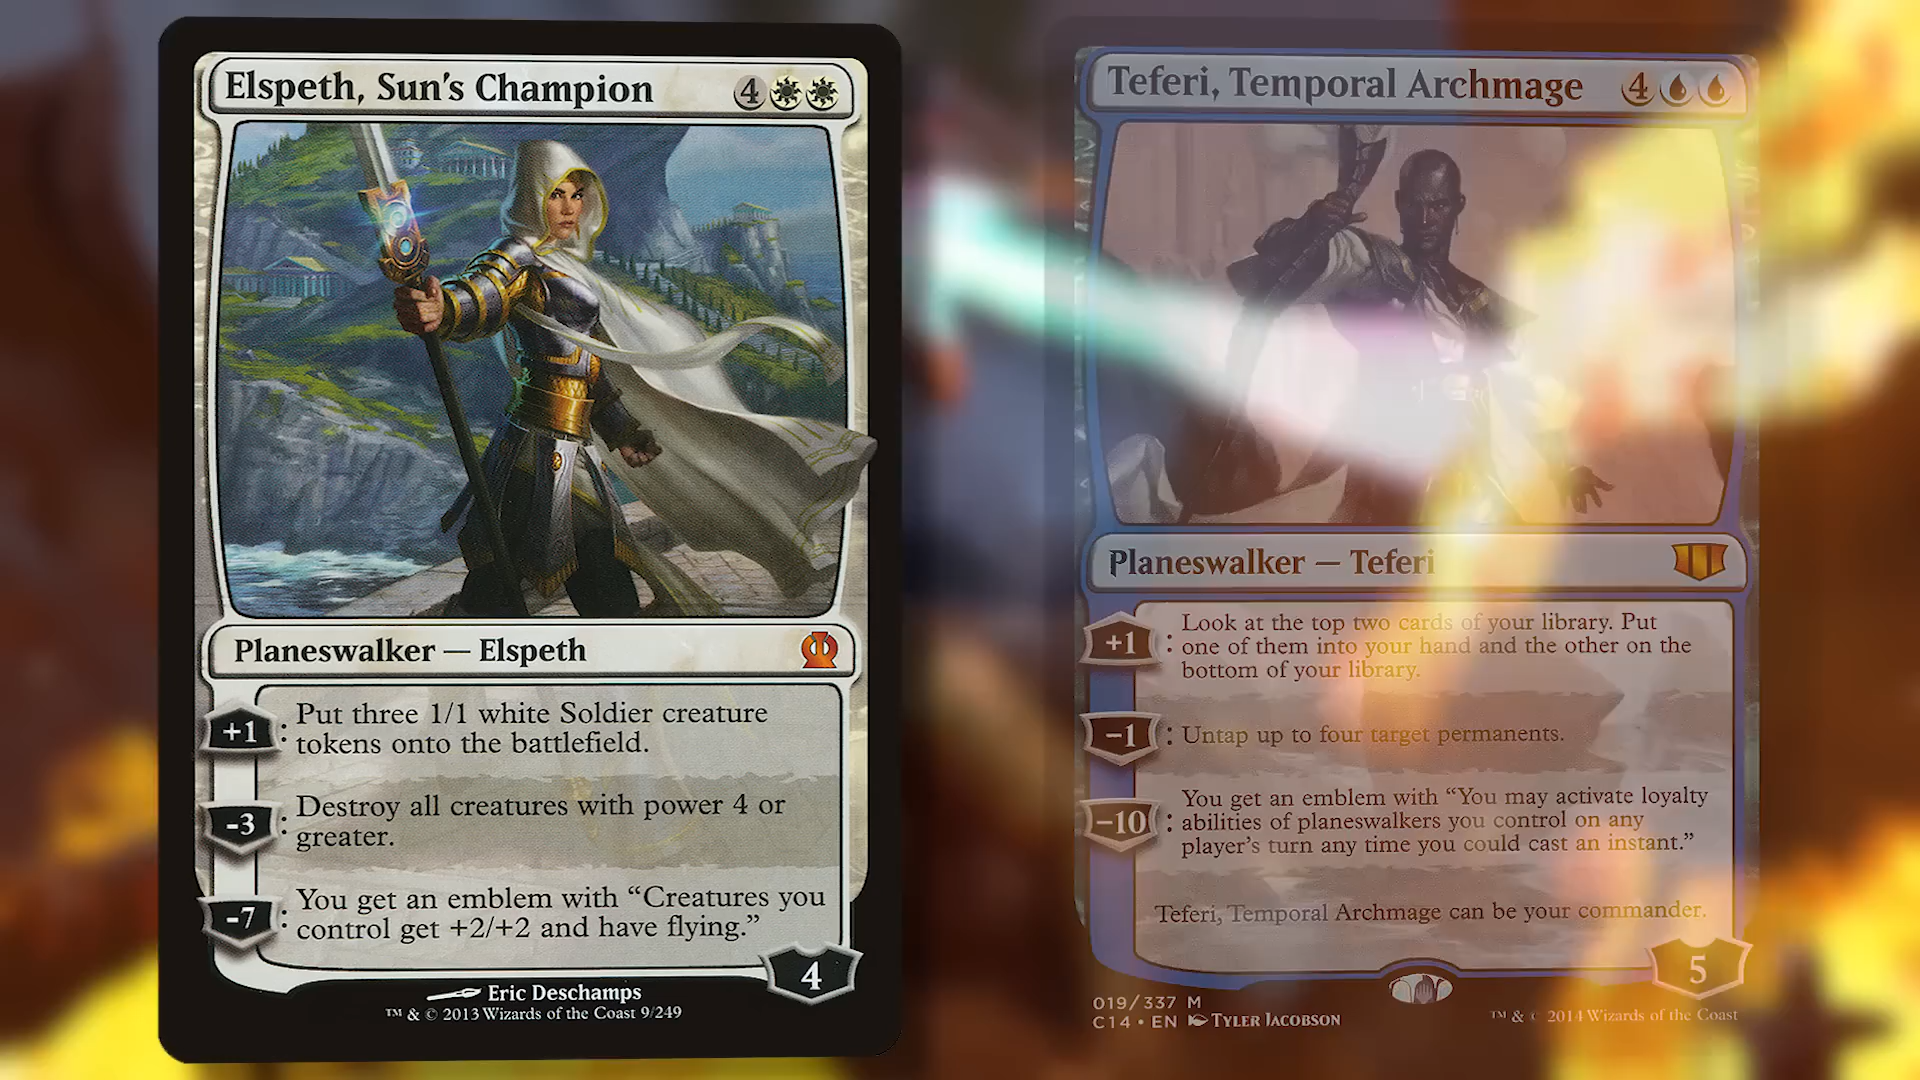 Elspeth, Sun's Champion 4
Planeswalker — Elspeth
+1 : Put three 1/1 white Soldier creature
tokens onto the battlefield.
-3 : Destroy all creatures with power 4 or
greater.
-7 : You get an emblem with “Creatures you
control get +2/+2 and have flying.”
4
Eric Deschamps
™ & © 2013 Wizards of the Coast 9/249
Teferi, Temporal Archmage 4
Planeswalker — Teferi
+1 : Look at the top two cards of your library. Put
one of them into your hand and the other on the
bottom of your library.
−1 : Untap up to four target permanents.
−10 : You get an emblem with “You may activate loyalty
abilities of planeswalkers you control on any
player's turn any time you could cast an instant.”
Teferi, Temporal Archmage can be your commander.
5
019/337 M
C14 • EN Tyler Jacobson
™ & © 2014 Wizards of the Coast